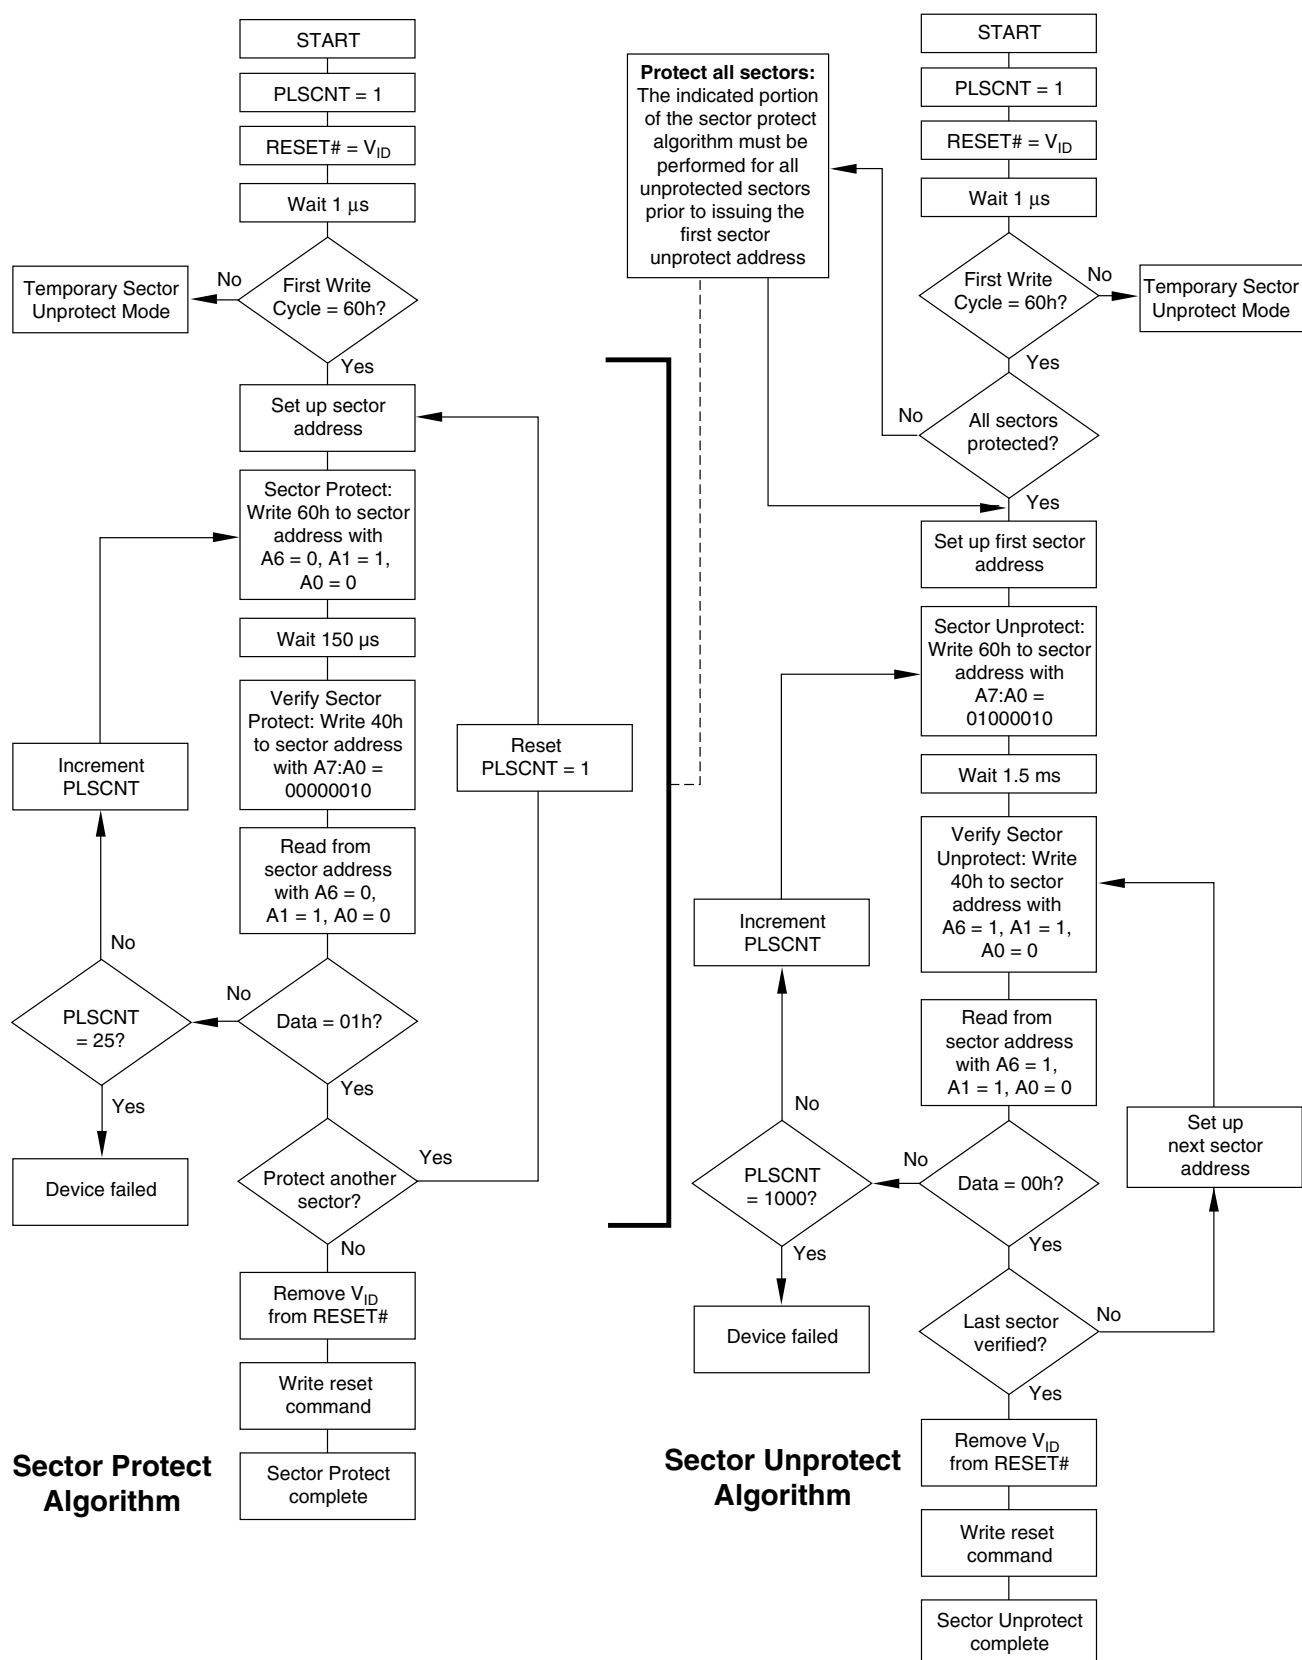 START
PLSCNT = 1
RESET# = VID
Wait 1 μs
First Write
Cycle = 60h?
No
Temporary Sector
Unprotect Mode
Yes
Set up sector
address
Sector Protect:
Write 60h to sector
address with
A6 = 0, A1 = 1,
A0 = 0
Wait 150 µs
Verify Sector
Protect: Write 40h
to sector address
with A7:A0 =
00000010
Increment
PLSCNT
Reset
PLSCNT = 1
Read from
sector address
with A6 = 0,
A1 = 1, A0 = 0
No
PLSCNT
= 25?
No
Data = 01h?
Yes
Device failed
Yes
Protect another
sector?
Yes
No
Remove VID
from RESET#
Write reset
command
Sector Protect
complete
Sector Protect
Algorithm
Protect all sectors:
The indicated portion
of the sector protect
algorithm must be
performed for all
unprotected sectors
prior to issuing the
first sector
unprotect address
START
PLSCNT = 1
RESET# = VID
Wait 1 μs
First Write
Cycle = 60h?
No
Temporary Sector
Unprotect Mode
Yes
No
All sectors
protected?
Yes
Set up first sector
address
Sector Unprotect:
Write 60h to sector
address with
A7:A0 =
01000010
Wait 1.5 ms
Verify Sector
Unprotect: Write
40h to sector
address with
A6 = 1, A1 = 1,
A0 = 0
Increment
PLSCNT
Read from
sector address
with A6 = 1,
A1 = 1, A0 = 0
No
Set up
next sector
address
PLSCNT
= 1000?
No
Data = 00h?
Yes
Device failed
Yes
Last sector
verified?
No
Yes
Remove VID
from RESET#
Write reset
command
Sector Unprotect
complete
Sector Unprotect
Algorithm